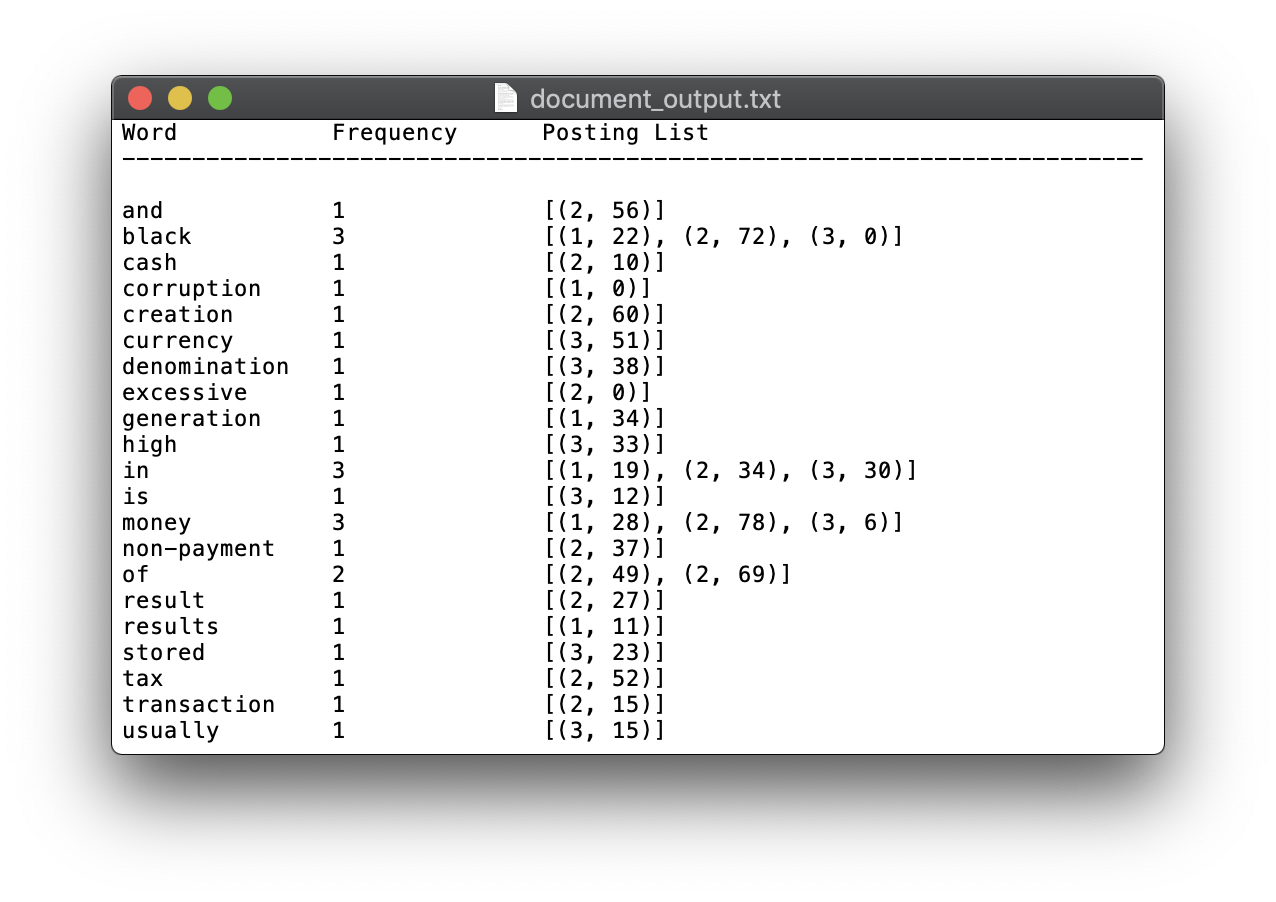 document_output.txt
Word Frequency Posting List
-------------------------------------------------------------------------
and 1 [(2, 56)]
black 3 [(1, 22), (2, 72), (3, 0)]
cash 1 [(2, 10)]
corruption 1 [(1, 0)]
creation 1 [(2, 60)]
currency 1 [(3, 51)]
denomination 1 [(3, 38)]
excessive 1 [(2, 0)]
generation 1 [(1, 34)]
high 1 [(3, 33)]
in 3 [(1, 19), (2, 34), (3, 30)]
is 1 [(3, 12)]
money 3 [(1, 28), (2, 78), (3, 6)]
non-payment 1 [(2, 37)]
of 2 [(2, 49), (2, 69)]
result 1 [(2, 27)]
results 1 [(1, 11)]
stored 1 [(3, 23)]
tax 1 [(2, 52)]
transaction 1 [(2, 15)]
usually 1 [(3, 15)]